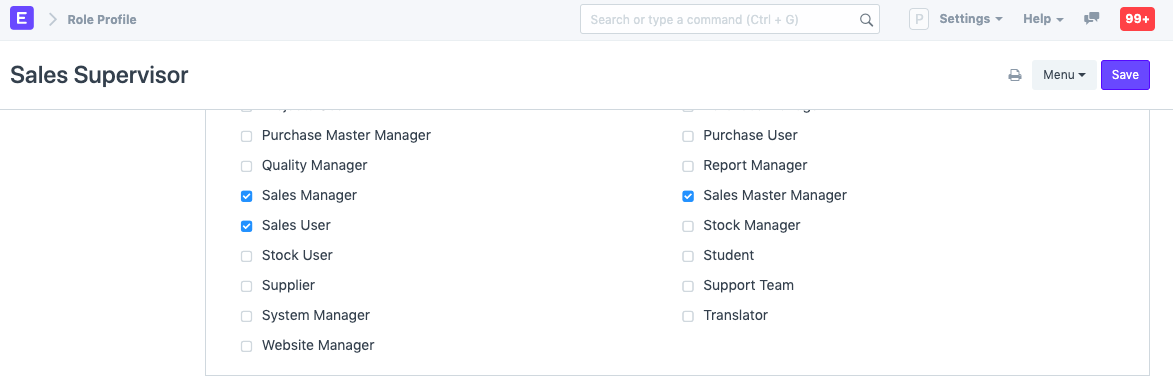 E Role Profile Search or type a command (Ctrl + G) P Settings Help 99+
Sales Supervisor Menu Save
Purchase Master Manager Purchase User
Quality Manager Report Manager
Sales Manager Sales Master Manager
Sales User Stock Manager
Stock User Student
Supplier Support Team
System Manager Translator
Website Manager